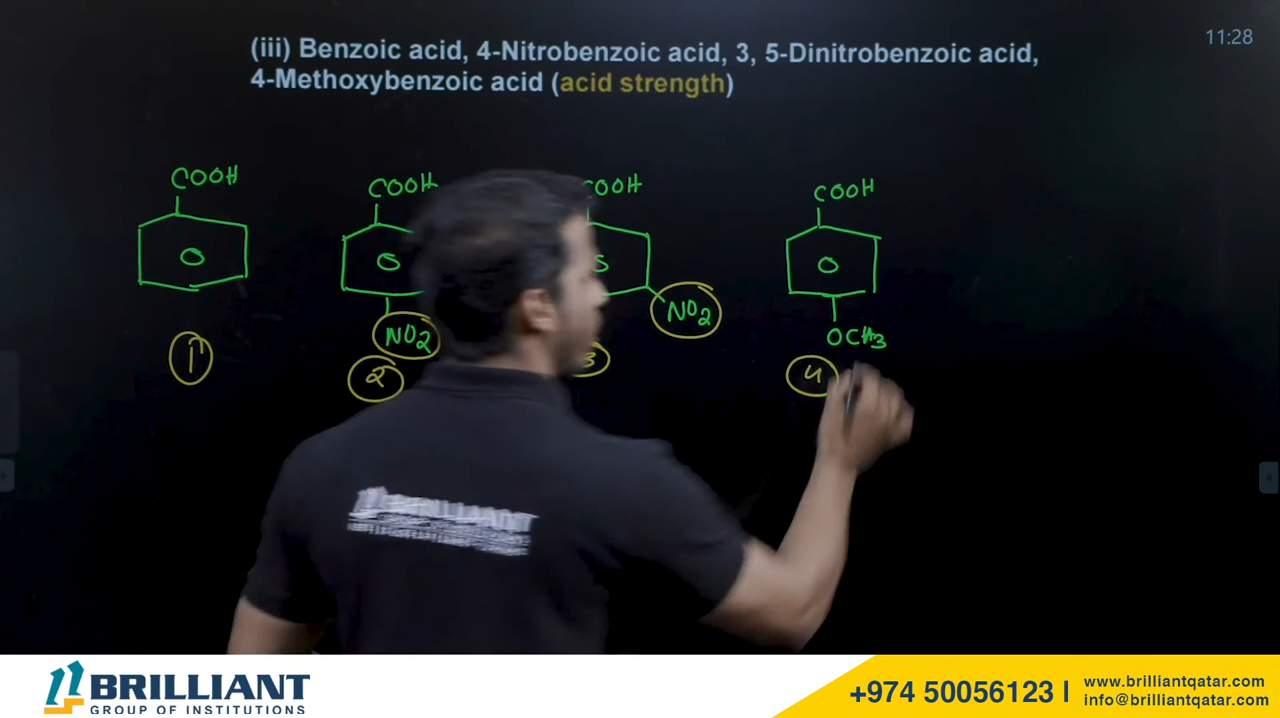 11:28
(iii) Benzoic acid, 4-Nitrobenzoic acid, 3, 5-Dinitrobenzoic acid,
4-Methoxybenzoic acid (acid strength)
COOH
COOH
COOH
COOH
NO2
NO2
OCH3
1
2
3
4
BRILLIANT
GROUP OF INSTITUTIONS
+974 50056123 |
www.brilliantqatar.com
info@brilliantqatar.com